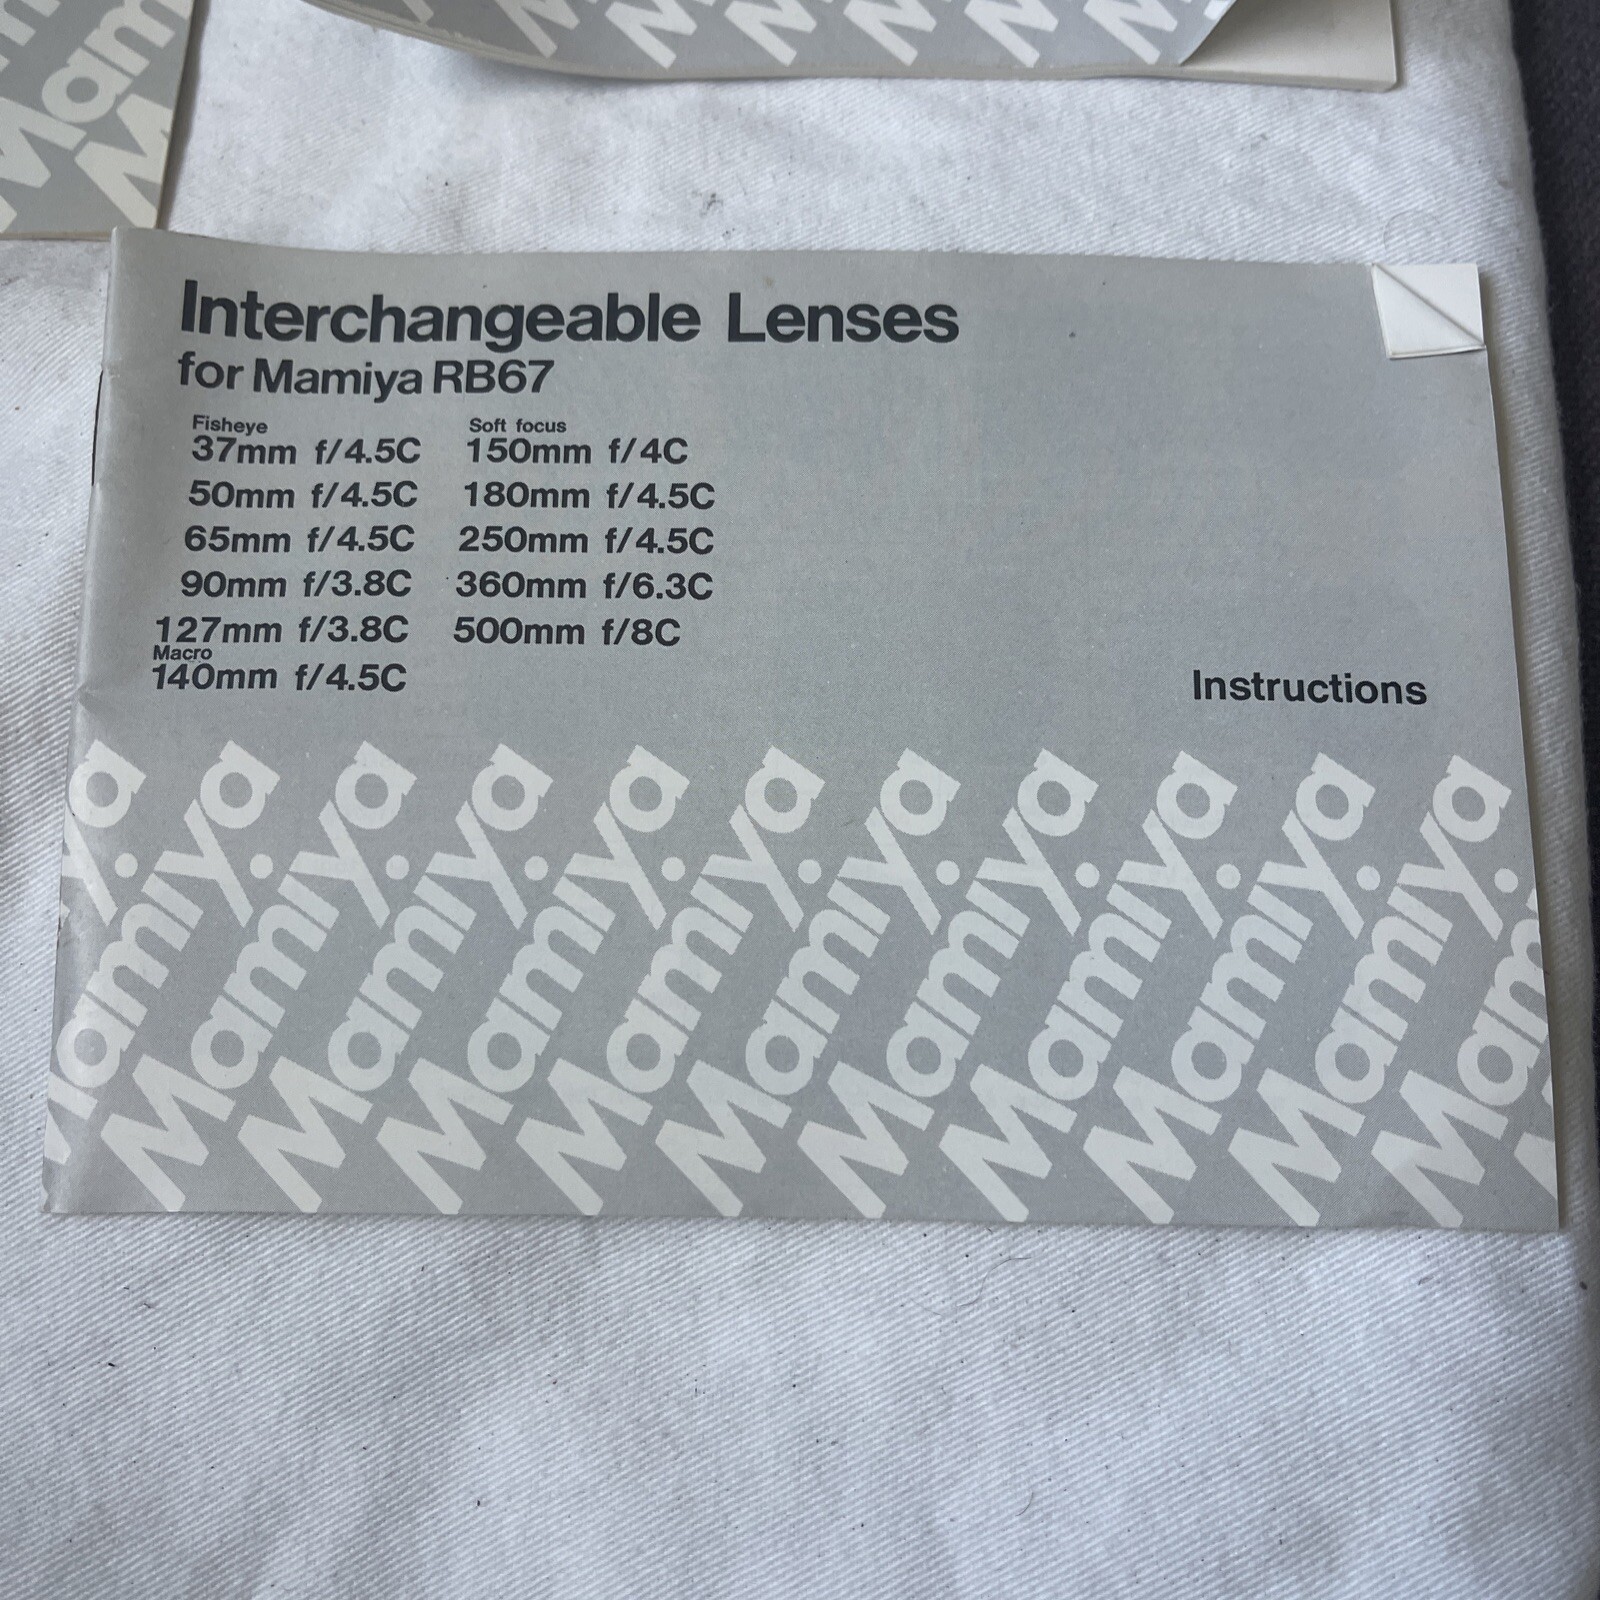 Interchangeable Lenses
for Mamiya RB67
Fisheye
37mm f/4.5C
50mm f/4.5C
65mm f/4.5C
90mm f/3.8C
127mm f/3.8C
Macro
140mm f/4.5C
Soft focus
150mm f/4C
180mm f/4.5C
250mm f/4.5C
360mm f/6.3C
500mm f/8C
Instructions
Mamiya
Mamiya
Mamiya
Mamiya
Mamiya
Mamiya
Mamiya
Mamiya
Mamiya
Mamiya